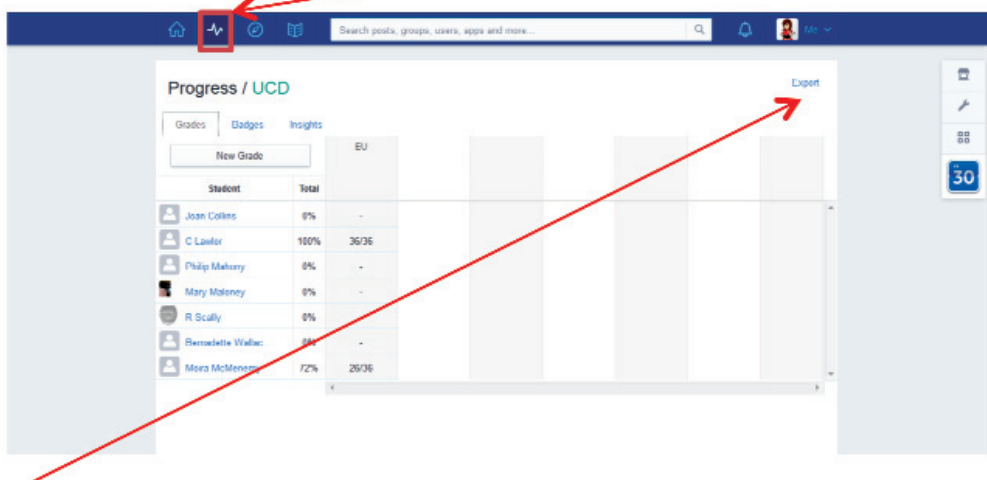 Search posts, groups, users, apps and more... Me
Progress / UCD Export
Grades Badges Insights
New Grade EU
Student Total
Joan Collins 0% -
C Lawlor 100% 36/36
Philip Mahony 0% -
Mary Maloney 0% -
R Scally 0%
Bernadette Wallac 0% -
Moira McMenemy 72% 26/36
30